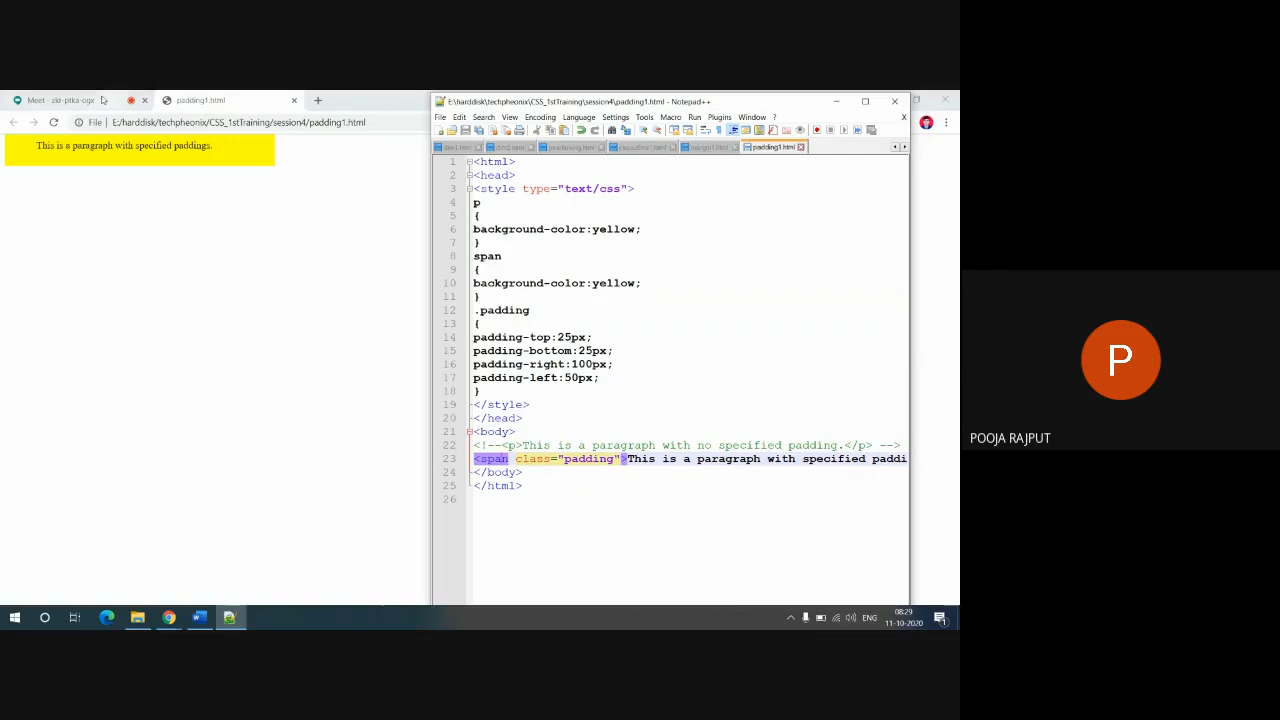 Meet - zkr-ptka-ogx
padding1.html
File E:/harddisk/techpheonix/CSS_1stTraining/session4/padding1.html
This is a paragraph with specified paddings.
E:\harddisk\techpheonix\CSS_1stTraining\session4\padding1.html - Notepad++
File Edit Search View Encoding Language Settings Tools Macro Run Plugins Window ? X
positioning.html margin1.html padding1.html
1 <html>
2 <head>
3 <style type="text/css">
4 p
5 {
6 background-color:yellow;
7 }
8 span
9 {
10 background-color:yellow;
11 }
12 .padding
13 {
14 padding-top:25px;
15 padding-bottom:25px;
16 padding-right:100px;
17 padding-left:50px;
18 }
19 </style>
20 </head>
21 <body>
22 <!--<p>This is a paragraph with no specified padding.</p> -->
23 <span class="padding">This is a paragraph with specified paddi
24 </body>
25 </html>
26
P
POOJA RAJPUT
ENG
08:29
11-10-2020